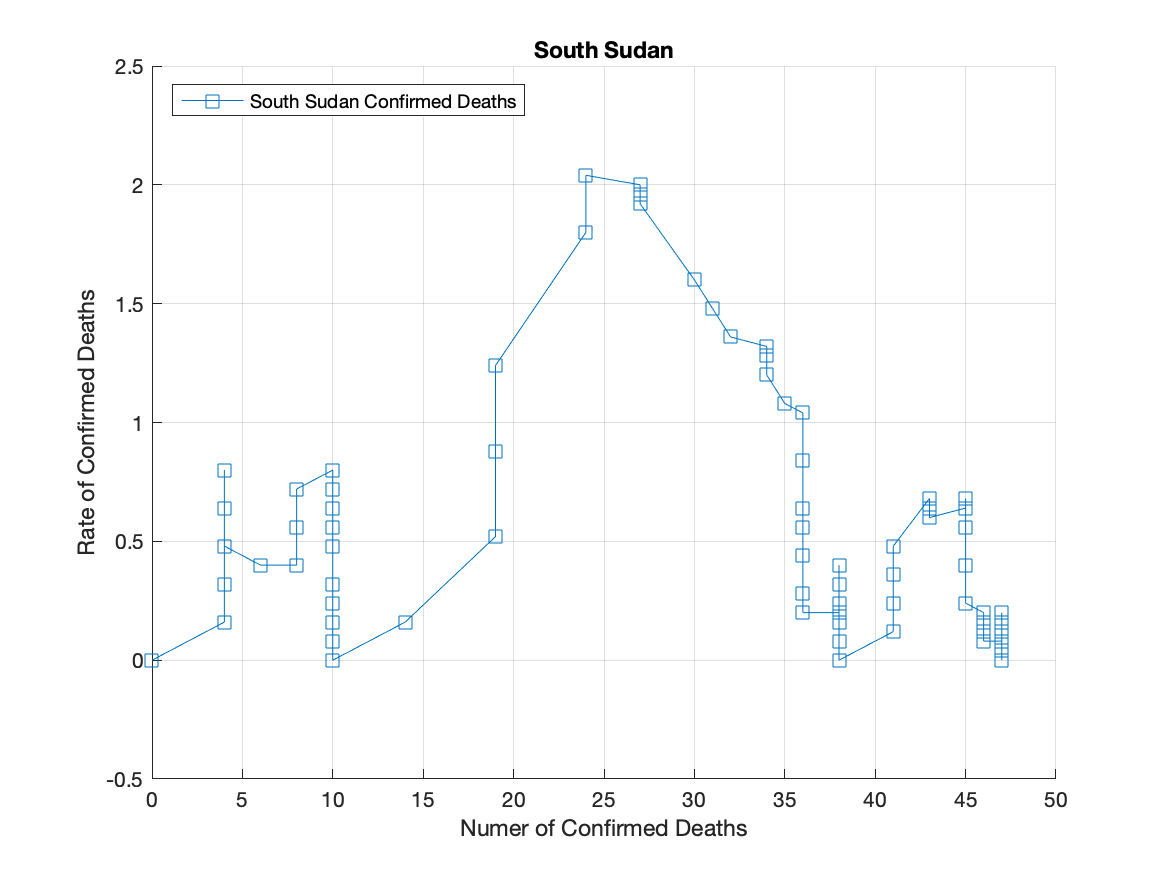 South Sudan
2.5
South Sudan Confirmed Deaths
2
1.5
1
0.5
0
-0.5
Rate of Confirmed Deaths
0 5 10 15 20 25 30 35 40 45 50
Numer of Confirmed Deaths